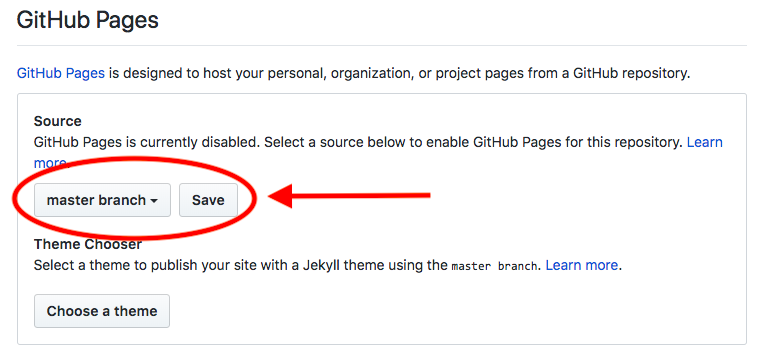 GitHub Pages
GitHub Pages is designed to host your personal, organization, or project pages from a GitHub repository.
Source
GitHub Pages is currently disabled. Select a source below to enable GitHub Pages for this repository. Learn
more.
master branch Save
Theme Chooser
Select a theme to publish your site with a Jekyll theme using the master branch. Learn more.
Choose a theme